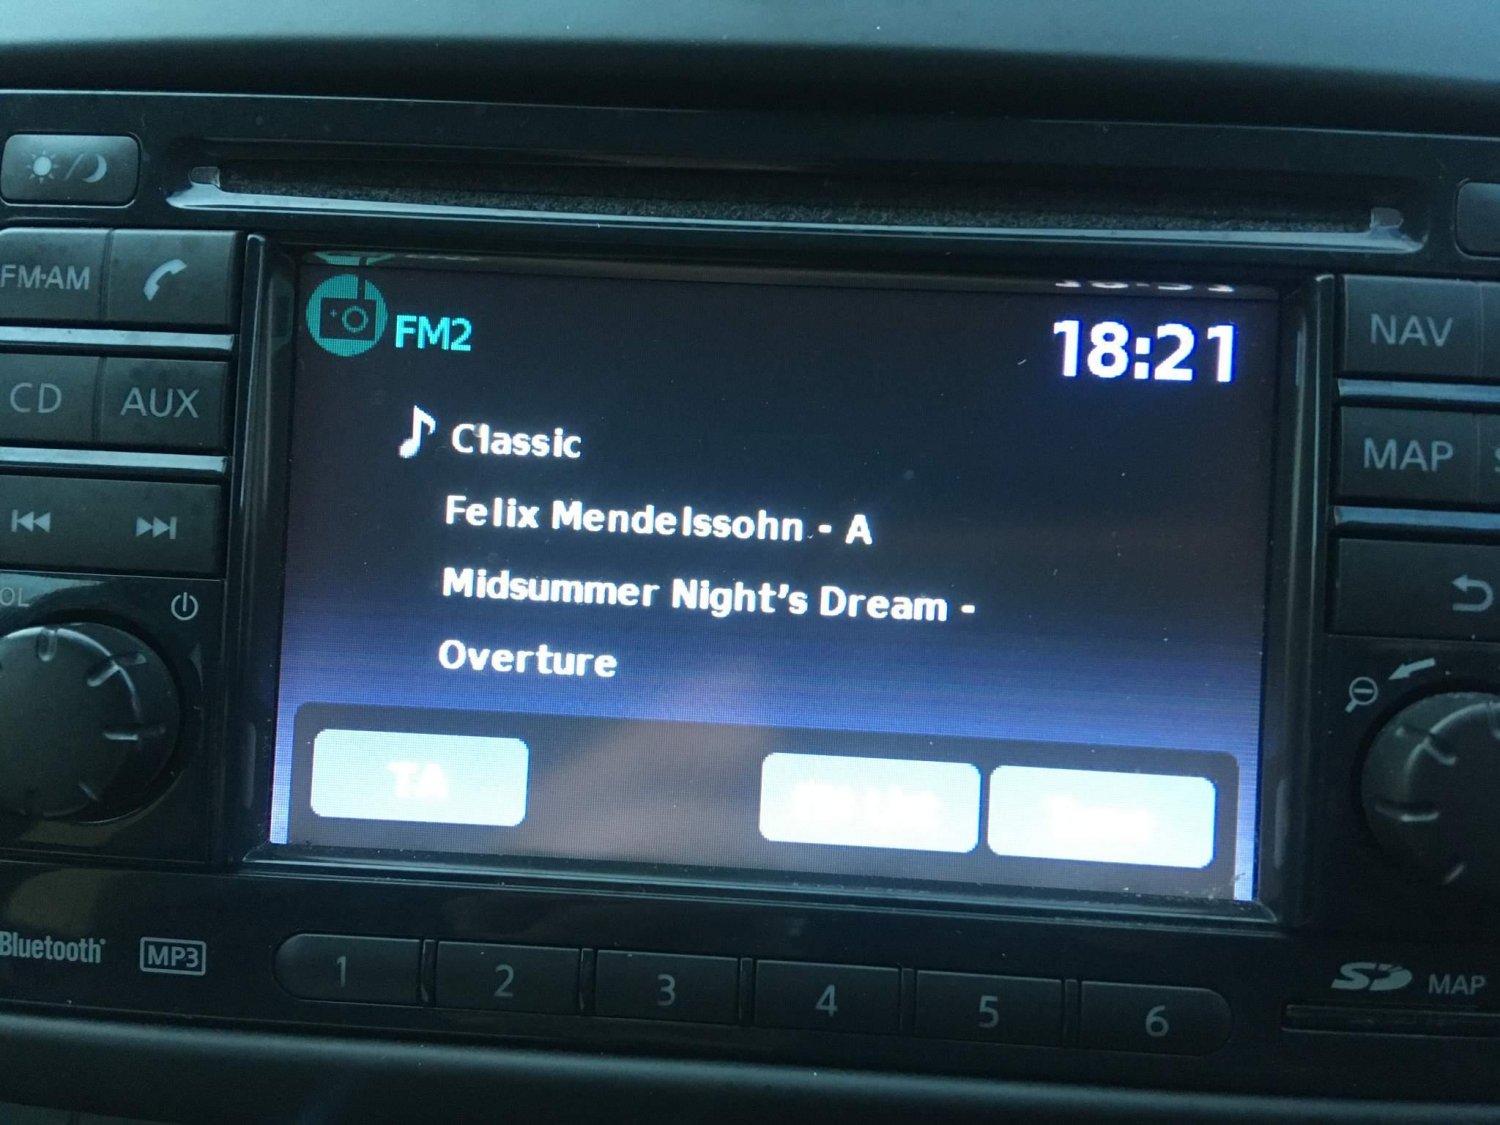 FM·AM
FM2
18:21
NAV
Classic
CD
AUX
MAP
Felix Mendelssohn - A
Midsummer Night's Dream -
Overture
TA
Bluetooth
MP3
1
2
3
4
5
6
SD MAP